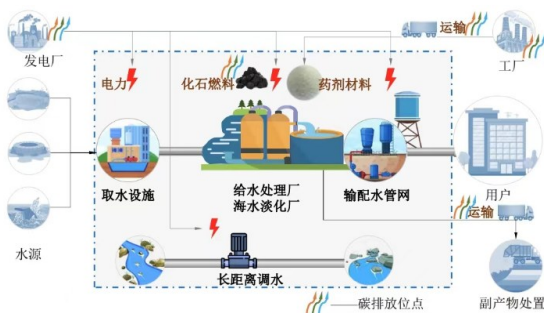 运输
发电厂
工厂
电力
化石燃料
药剂材料
取水设施
给水处理厂
海水淡化厂
输配水管网
用户
水源
运输
长距离调水
碳排放位点
副产物处置